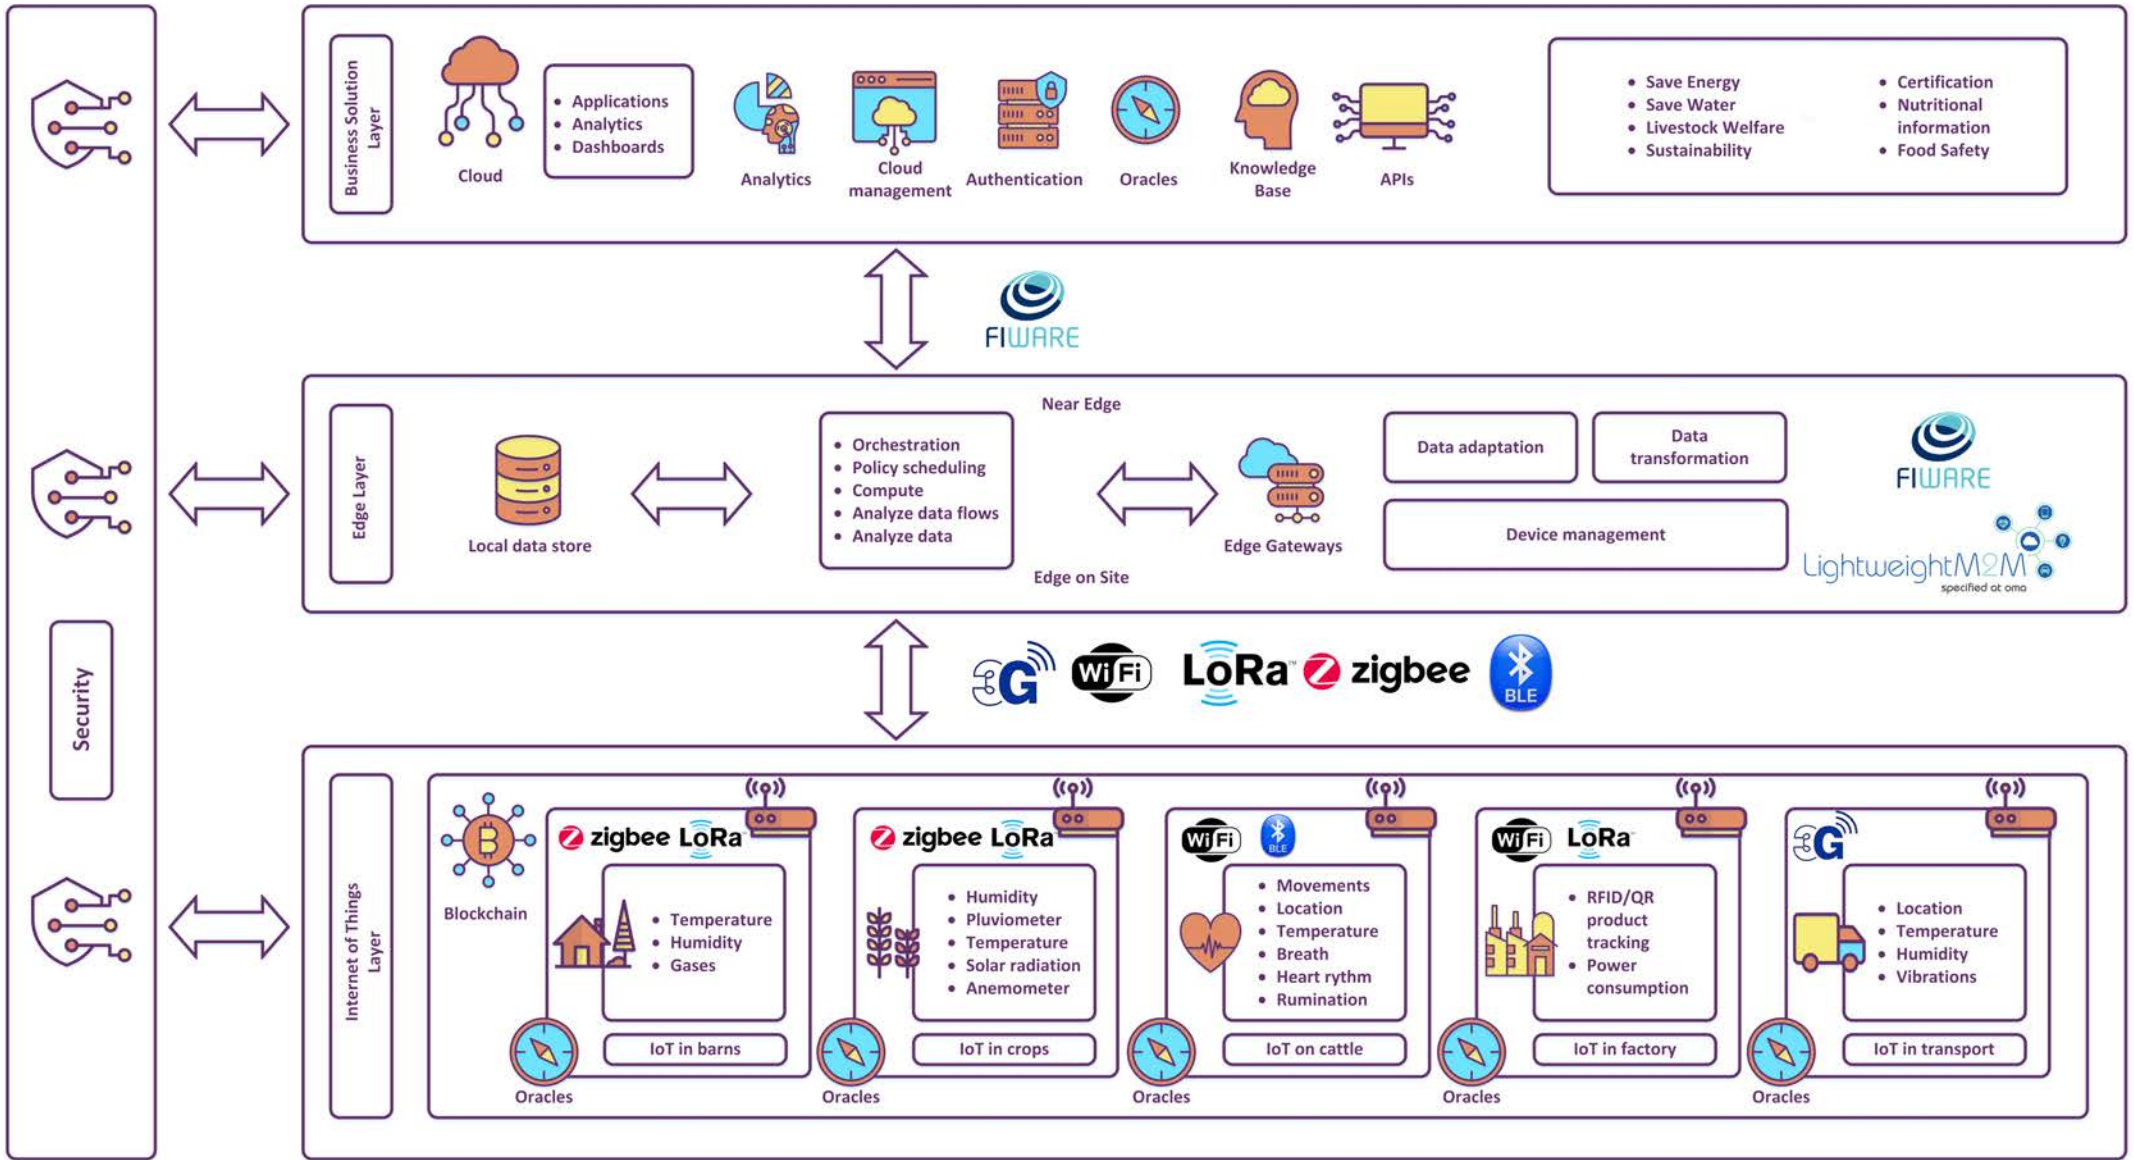 Business Solution
Layer
Cloud
• Applications
• Analytics
• Dashboards
Analytics
Cloud
management
Authentication
Oracles
Knowledge
Base
APIs
• Save Energy
• Save Water
• Livestock Welfare
• Sustainability
• Certification
• Nutritional
information
• Food Safety
FIWARE
Edge Layer
Near Edge
Local data store
• Orchestration
• Policy scheduling
• Compute
• Analyze data flows
• Analyze data
Edge on Site
Edge Gateways
Data adaptation
Data
transformation
Device management
FIWARE
LightweightM2M
specified at oma
Security
3G
WiFi
LoRa™
zigbee
BLE
Internet of Things
Layer
Blockchain
zigbee LoRa
• Temperature
• Humidity
• Gases
IoT in barns
Oracles
zigbee LoRa
• Humidity
• Pluviometer
• Temperature
• Solar radiation
• Anemometer
IoT in crops
Oracles
WiFi
BLE
• Movements
• Location
• Temperature
• Breath
• Heart rythm
• Rumination
IoT on cattle
Oracles
WiFi LoRa
• RFID/QR
product
tracking
• Power
consumption
IoT in factory
Oracles
3G
• Location
• Temperature
• Humidity
• Vibrations
IoT in transport
Oracles